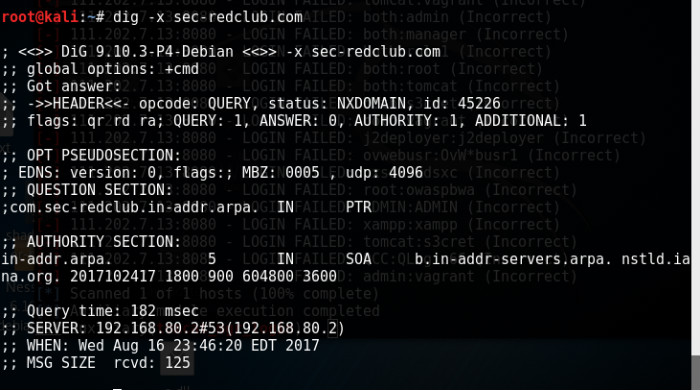 root@kali:~# dig -x sec-redclub.com
; <<>> DiG 9.10.3-P4-Debian <<>> -x sec-redclub.com
;; global options: +cmd
;; Got answer:
;; ->>HEADER<<- opcode: QUERY, status: NXDOMAIN, id: 45226
;; flags: qr rd ra; QUERY: 1, ANSWER: 0, AUTHORITY: 1, ADDITIONAL: 1
;; OPT PSEUDOSECTION:
; EDNS: version: 0, flags:; MBZ: 0005 , udp: 4096
;; QUESTION SECTION:
;com.sec-redclub.in-addr.arpa. IN PTR
;; AUTHORITY SECTION:
in-addr.arpa. 5 IN SOA b.in-addr-servers.arpa. nstld.ia
na.org. 2017102417 1800 900 604800 3600
;; Query time: 182 msec
;; SERVER: 192.168.80.2#53(192.168.80.2)
;; WHEN: Wed Aug 16 23:46:20 EDT 2017
;; MSG SIZE rcvd: 125